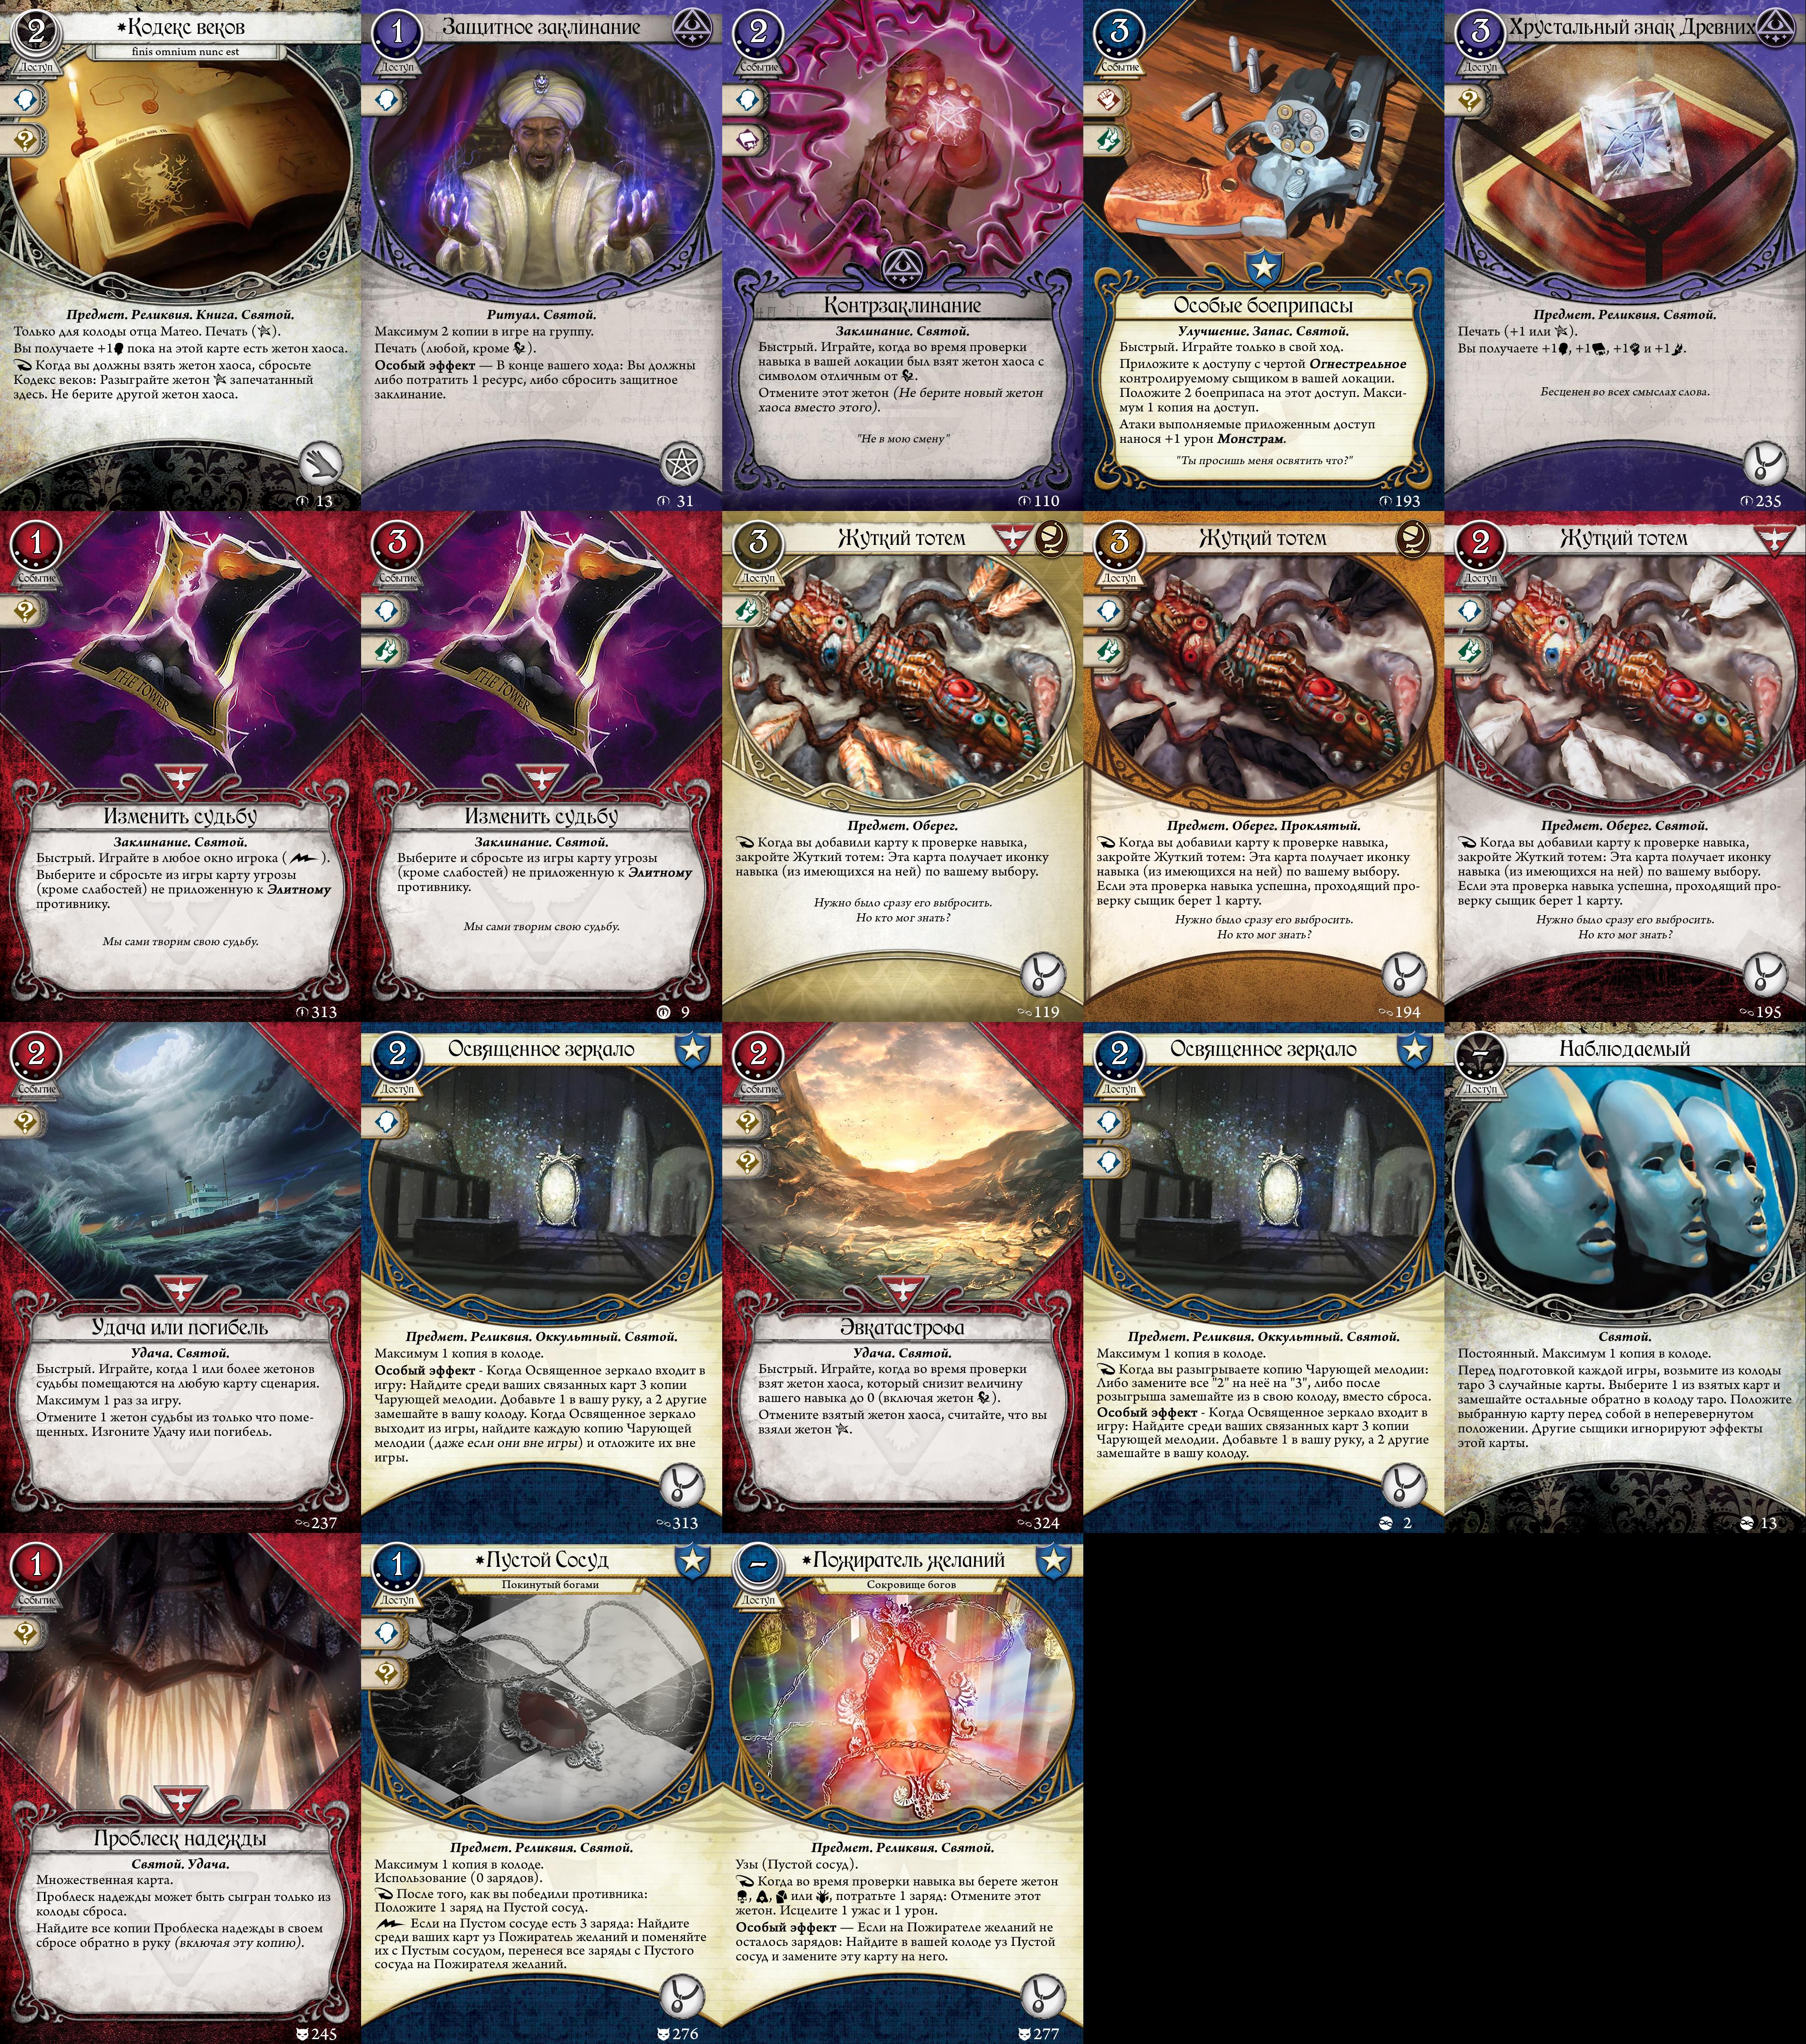 2
✶Кодекс веков
finis omnium nunc est
Доступ
Предмет. Реликвия. Книга. Святой.
Только для колоды отца Матео. Печать ( ).
Вы получаете +1 пока на этой карте есть жетон хаоса.
Когда вы должны взять жетон хаоса, сбросьте
Кодекс веков: Разыграйте жетон запечатанный
здесь. Не берите другой жетон хаоса.
13
1
Защитное заклинание
Доступ
Ритуал. Святой.
Максимум 2 копии в игре на группу.
Печать (любой, кроме ).
Особый эффект — В конце вашего хода: Вы должны
либо потратить 1 ресурс, либо сбросить защитное
заклинание.
31
2
Событие
Контрзаклинание
Заклинание. Святой.
Быстрый. Играйте, когда во время проверки
навыка в вашей локации был взят жетон хаоса с
символом отличным от .
Отмените этот жетон (Не берите новый жетон
хаоса вместо этого).
"Не в мою смену"
110
3
Событие
Особые боеприпасы
Улучшение. Запас. Святой.
Быстрый. Играйте только в свой ход.
Приложите к доступу с чертой Огнестрельное
контролируемому сыщиком в вашей локации.
Положите 2 боеприпаса на этот доступ. Макси-
мум 1 копия на доступ.
Атаки выполняемые приложенным доступ
нанося +1 урон Монстрам.
"Ты просишь меня освятить что?"
193
3
Хрустальный знак Древних
Доступ
Предмет. Реликвия. Святой.
Печать (+1 или ).
Вы получаете +1 , +1 , +1 и +1 .
Бесценен во всех смыслах слова.
235
1
Событие
THE TOWER
Изменить судьбу
Заклинание. Святой.
Быстрый. Играйте в любое окно игрока ( ).
Выберите и сбросьте из игры карту угрозы
(кроме слабостей) не приложенную к Элитному
противнику.
Мы сами творим свою судьбу.
313
3
Событие
THE TOWER
Изменить судьбу
Заклинание. Святой.
Выберите и сбросьте из игры карту угрозы
(кроме слабостей) не приложенную к Элитному
противнику.
Мы сами творим свою судьбу.
9
3
Жуткий тотем
Доступ
Предмет. Оберег.
Когда вы добавили карту к проверке навыка,
закройте Жуткий тотем: Эта карта получает иконку
навыка (из имеющихся на ней) по вашему выбору.
Нужно было сразу его выбросить.
Но кто мог знать?
119
3
Жуткий тотем
Доступ
Предмет. Оберег. Проклятый.
Когда вы добавили карту к проверке навыка,
закройте Жуткий тотем: Эта карта получает иконку
навыка (из имеющихся на ней) по вашему выбору.
Если эта проверка навыка успешна, проходящий про-
верку сыщик берет 1 карту.
Нужно было сразу его выбросить.
Но кто мог знать?
194
2
Жуткий тотем
Доступ
Предмет. Оберег. Святой.
Когда вы добавили карту к проверке навыка,
закройте Жуткий тотем: Эта карта получает иконку
навыка (из имеющихся на ней) по вашему выбору.
Если эта проверка навыка успешна, проходящий про-
верку сыщик берет 1 карту.
Нужно было сразу его выбросить.
Но кто мог знать?
195
2
Событие
Удача или погибель
Удача. Святой.
Быстрый. Играйте, когда 1 или более жетонов
судьбы помещаются на любую карту сценария.
Максимум 1 раз за игру.
Отмените 1 жетон судьбы из только что поме-
щенных. Изгоните Удачу или погибель.
237
2
Освященное зеркало
Доступ
Предмет. Реликвия. Оккультный. Святой.
Максимум 1 копия в колоде.
Особый эффект - Когда Освященное зеркало входит в
игру: Найдите среди ваших связанных карт 3 копии
Чарующей мелодии. Добавьте 1 в вашу руку, а 2 другие
замешайте в вашу колоду. Когда Освященное зеркало
выходит из игры, найдите каждую копию Чарующей
мелодии (даже если они вне игры) и отложите их вне
игры.
313
2
Событие
Эвкатастрофа
Удача. Святой.
Быстрый. Играйте, когда во время проверки
взят жетон хаоса, который снизит величину
вашего навыка до 0 (включая жетон ).
Отмените взятый жетон хаоса, считайте, что вы
взяли жетон .
324
2
Освященное зеркало
Доступ
Предмет. Реликвия. Оккультный. Святой.
Максимум 1 копия в колоде.
Когда вы разыгрываете копию Чарующей мелодии:
Либо замените все "2" на неё на "3", либо после
розыгрыша замешайте из в свою колоду, вместо сброса.
Особый эффект - Когда Освященное зеркало входит в
игру: Найдите среди ваших связанных карт 3 копии
Чарующей мелодии. Добавьте 1 в вашу руку, а 2 другие
замешайте в вашу колоду.
2
-
Наблюдаемый
Доступ
Святой.
Постоянный. Максимум 1 копия в колоде.
Перед подготовкой каждой игры, возьмите из колоды
таро 3 случайные карты. Выберите 1 из взятых карт и
замешайте остальные обратно в колоду таро. Положите
выбранную карту перед собой в неперевернутом
положении. Другие сыщики игнорируют эффекты
этой карты.
13
1
Событие
Проблеск надежды
Святой. Удача.
Множественная карта.
Проблеск надежды может быть сыгран только из
колоды сброса.
Найдите все копии Проблеска надежды в своем
сбросе обратно в руку (включая эту копию).
245
1
✶Пустой Сосуд
Покинутый богами
Доступ
Предмет. Реликвия. Святой.
Максимум 1 копия в колоде.
Использование (0 зарядов).
После того, как вы победили противника:
Положите 1 заряд на Пустой сосуд.
Если на Пустом сосуде есть 3 заряда: Найдите
среди ваших карт уз Пожиратель желаний и поменяйте
их с Пустым сосудом, перенеся все заряды с Пустого
сосуда на Пожирателя желаний.
276
-
✶Пожиратель желаний
Сокровище богов
Доступ
Предмет. Реликвия. Святой.
Узы (Пустой сосуд).
Когда во время проверки навыка вы берете жетон
, , или , потратьте 1 заряд: Отмените этот
жетон. Исцелите 1 ужас и 1 урон.
Особый эффект — Если на Пожирателе желаний не
осталось зарядов: Найдите в вашей колоде уз Пустой
сосуд и замените эту карту на него.
277